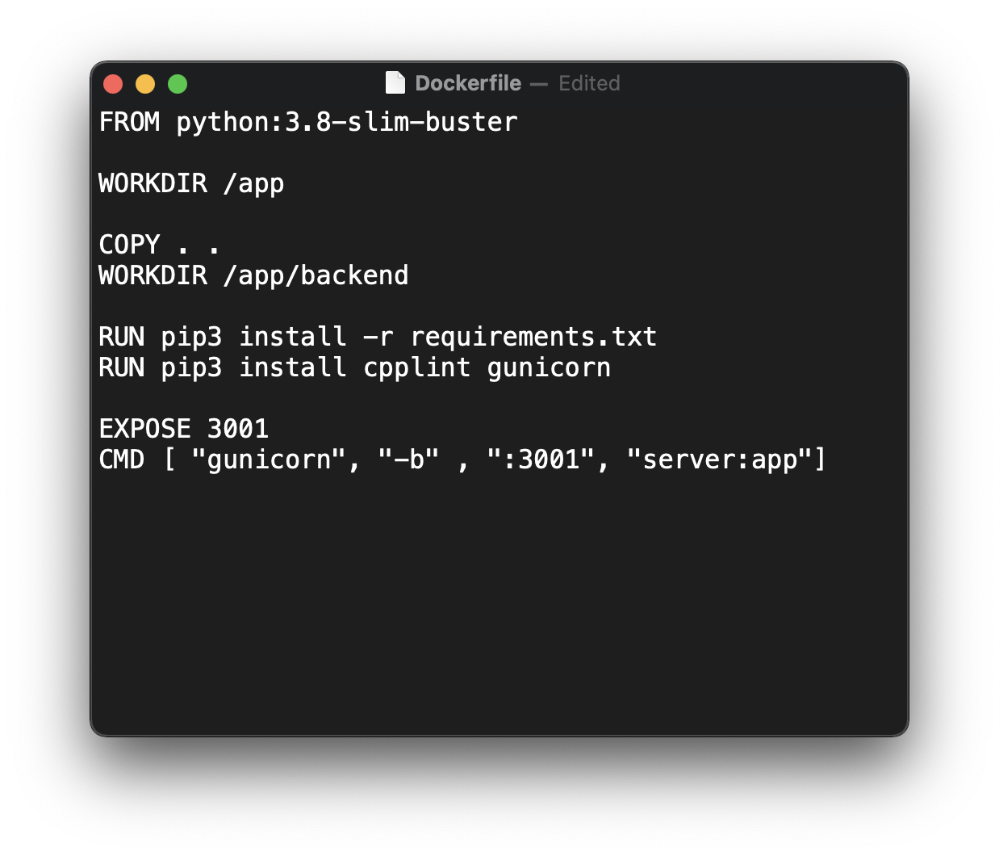 Dockerfile — Edited
FROM python:3.8-slim-buster
WORKDIR /app
COPY . .
WORKDIR /app/backend
RUN pip3 install -r requirements.txt
RUN pip3 install cpplint gunicorn
EXPOSE 3001
CMD [ "gunicorn", "-b" , ":3001", "server:app"]